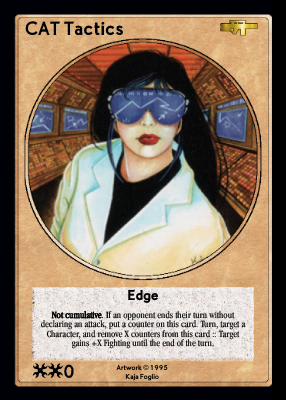 CAT Tactics
Edge
Not cumulative. If an opponent ends their turn without
declaring an attack, put a counter on this card. Turn, target a
Character, and remove X counters from this card :: Target
gains +X Fighting until the end of the turn.
0
Artwork © 1995
Kaja Foglio